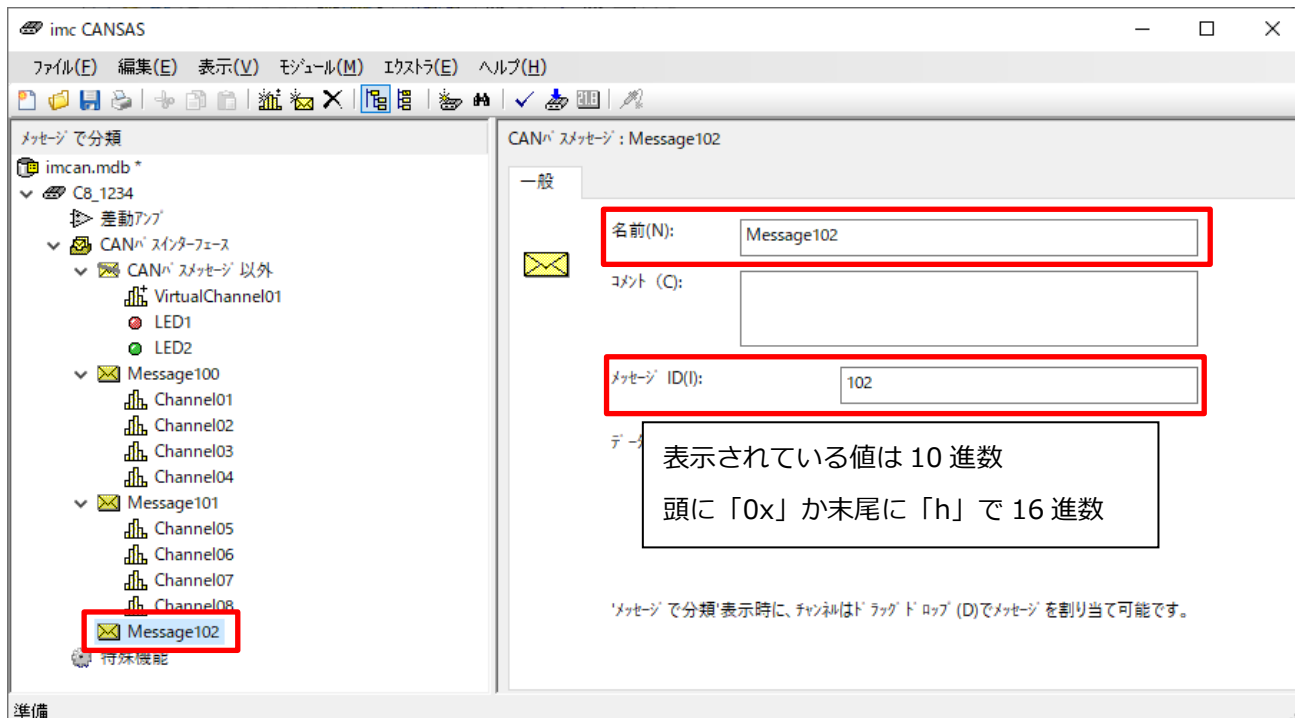 imc CANSAS
ファイル(F) 編集(E) 表示(V) モジュール(M) エクストラ(E) ヘルプ(H)
メッセージで分類
imcan.mdb *
C8_1234
差動アンプ
CANバスインターフェース
CANバスメッセージ以外
VirtualChannel01
LED1
LED2
Message100
Channel01
Channel02
Channel03
Channel04
Message101
Channel05
Channel06
Channel07
Channel08
Message102
特殊機能
CANバスメッセージ: Message102
一般
名前(N):
Message102
コメント (C):
メッセージ ID(I):
102
表示されている値は 10 進数
頭に「0x」か末尾に「h」で 16 進数
'メッセージで分類'表示時に、チャンネルはドラッグドロップ(D)でメッセージを割り当て可能です。
準備